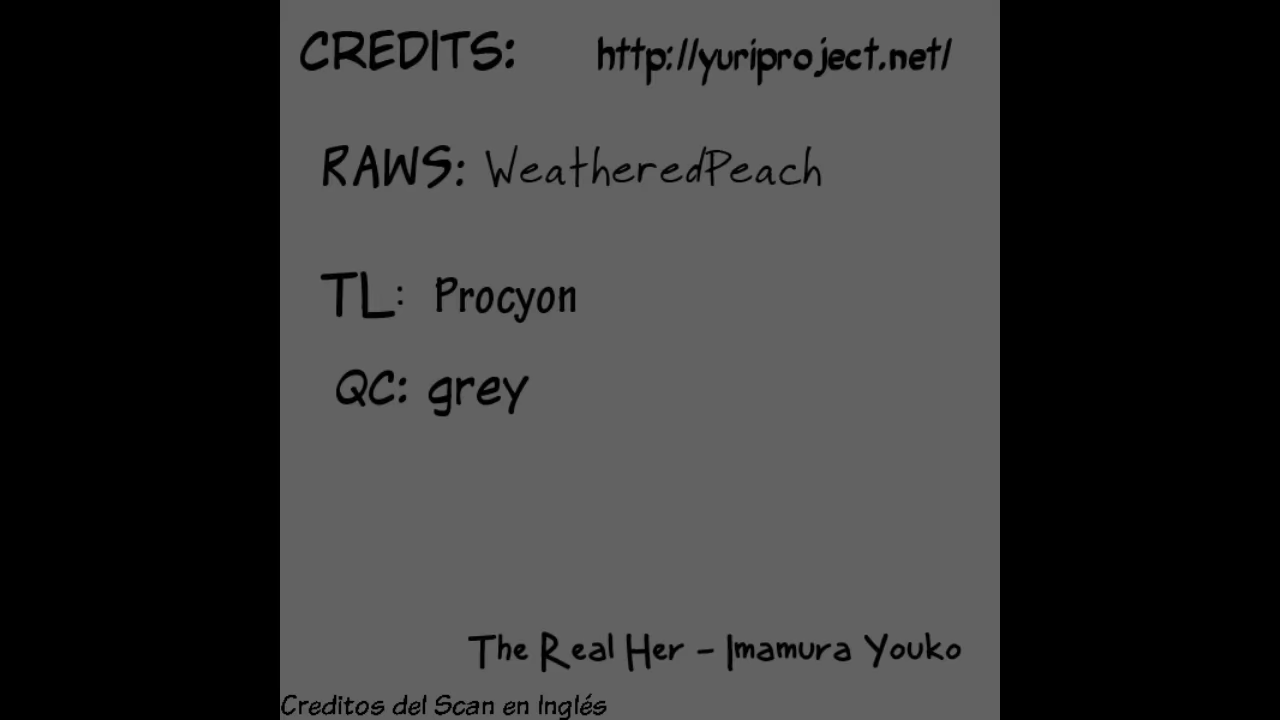 CREDITS: http://yuriproject.net/
RAWS: WeatheredPeach
TL: Procyon
QC: grey
The Real Her - Imamura Youko
Creditos del Scan en Inglés